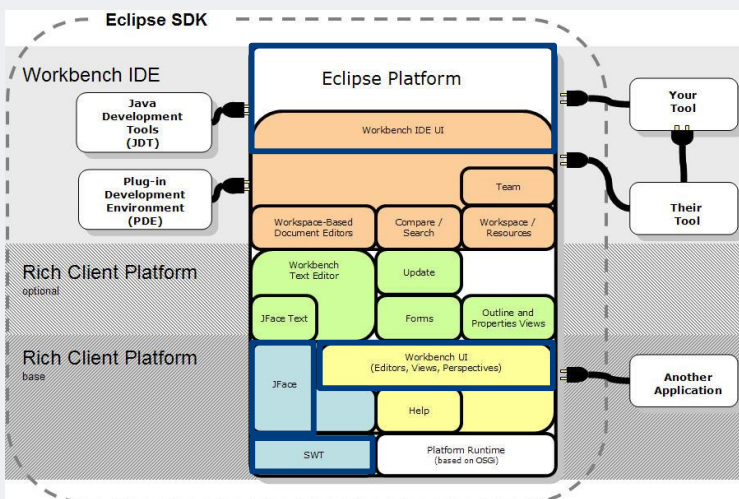 Eclipse SDK
Workbench IDE
Eclipse Platform
Java
Development
Tools
(JDT)
Your
Tool
Workbench IDE UI
Plug-in
Development
Environment
(PDE)
Team
Their
Tool
Workspace-Based
Document Editors
Compare /
Search
Workspace /
Resources
Rich Client Platform
optional
Workbench
Text Editor
Update
JFace Text
Forms
Outline and
Properties Views
Rich Client Platform
base
JFace
Workbench UI
(Editors, Views, Perspectives)
Another
Application
Help
SWT
Platform Runtime
(based on OSGi)